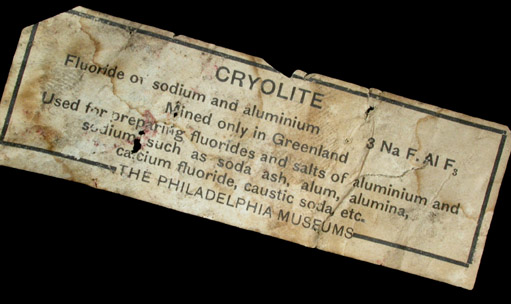 CRYOLITE
Fluoride of sodium and aluminium
3 Na F. Al F₃
Mined only in Greenland
Used for preparing fluorides and salts of aluminium and
sodium, such as soda ash, alum, alumina,
calcium fluoride, caustic soda, etc.
THE PHILADELPHIA MUSEUMS